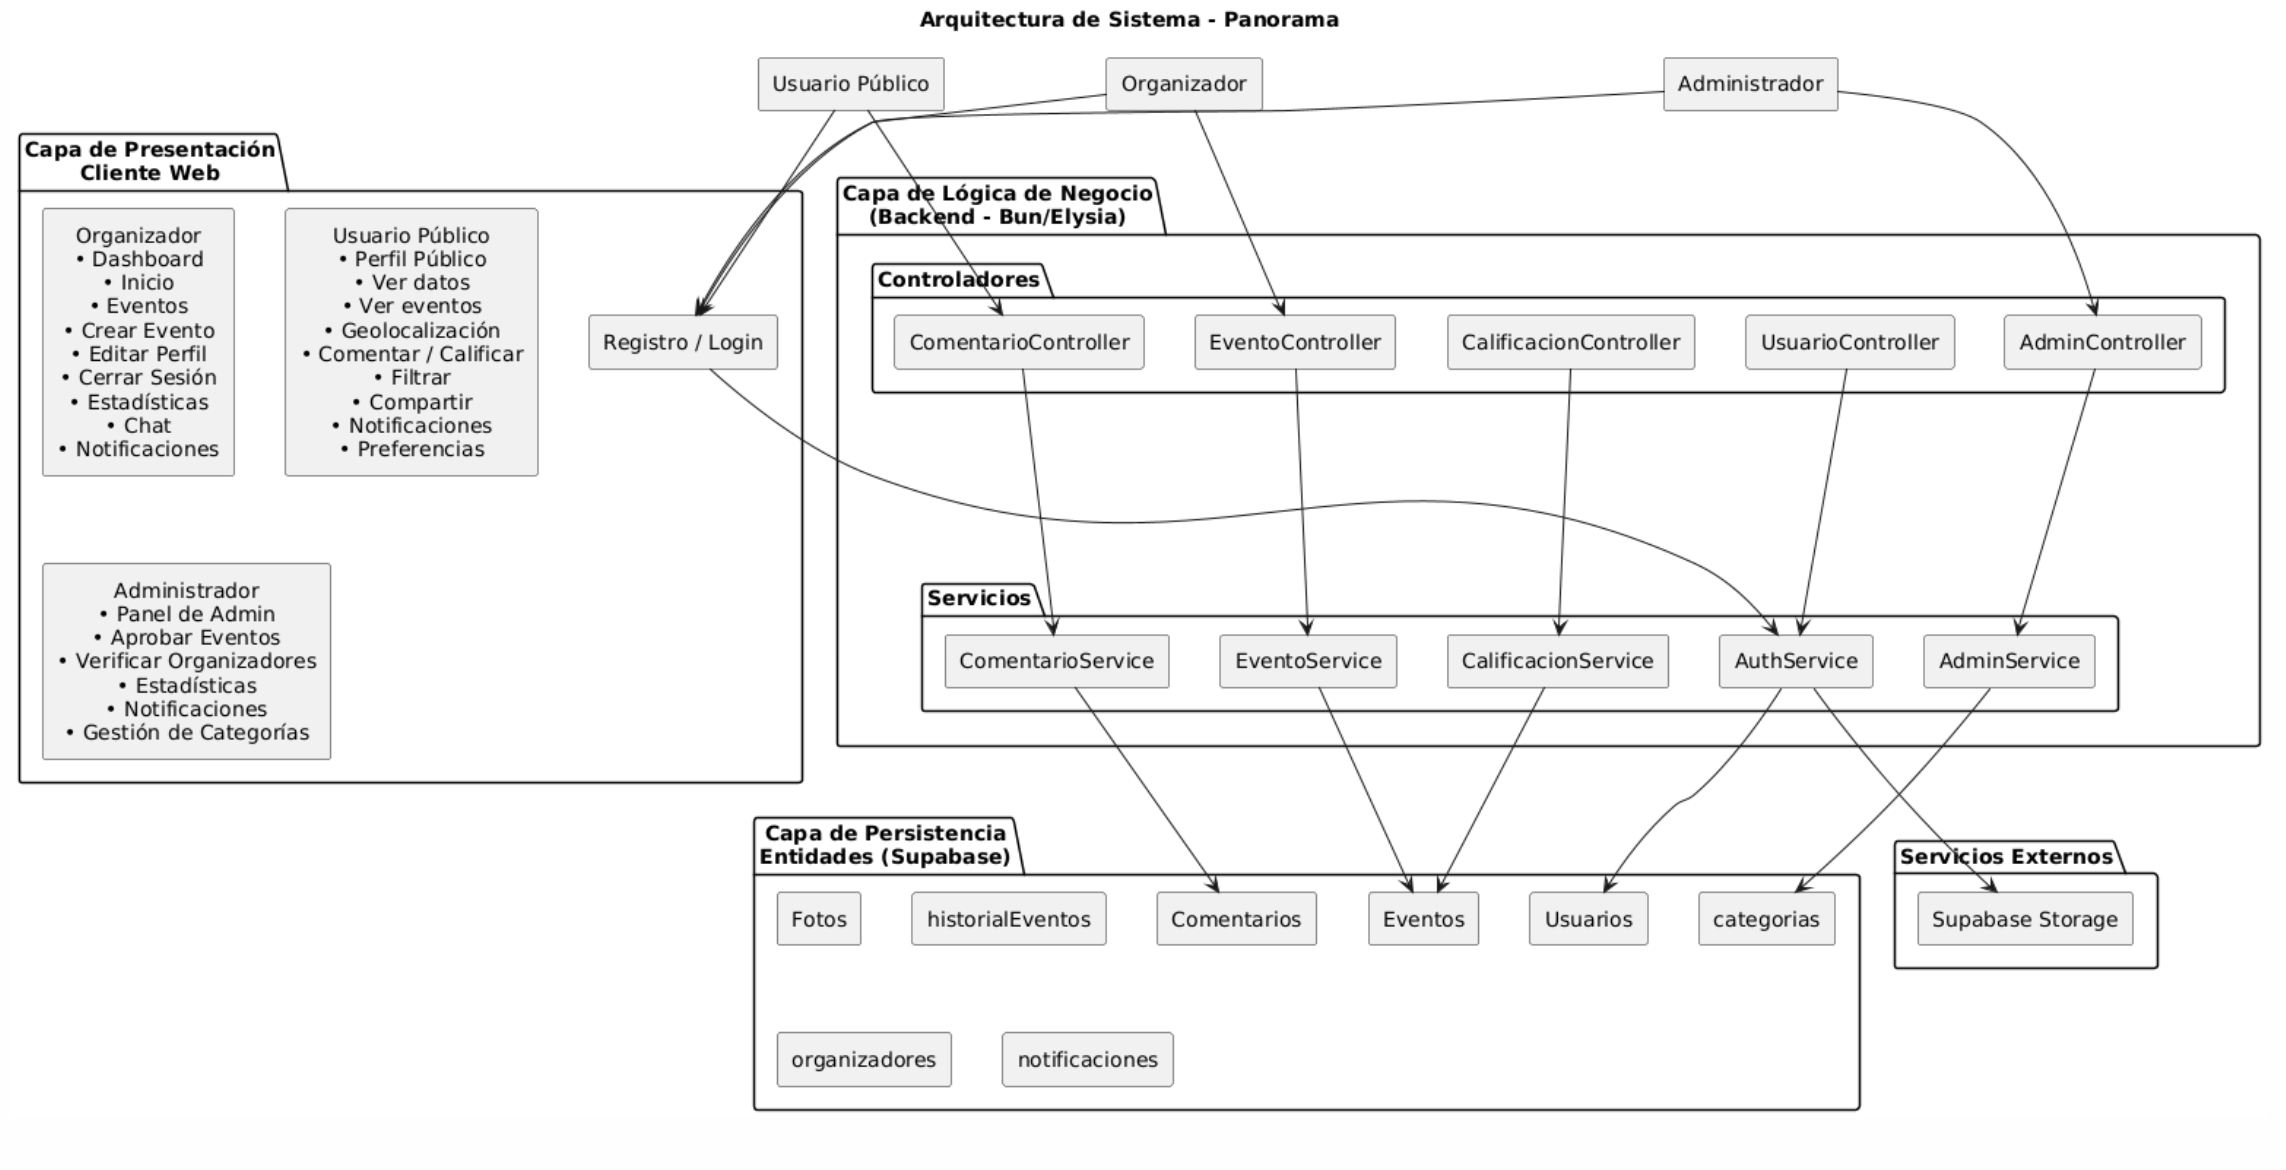 Arquitectura de Sistema - Panorama
Usuario Público
Organizador
Administrador
Capa de Presentación
Cliente Web
Organizador
• Dashboard
• Inicio
• Eventos
• Crear Evento
• Editar Perfil
• Cerrar Sesión
• Estadísticas
• Chat
• Notificaciones
Usuario Público
• Perfil Público
• Ver datos
• Ver eventos
• Geolocalización
• Comentar / Calificar
• Filtrar
• Compartir
• Notificaciones
• Preferencias
Registro / Login
Administrador
• Panel de Admin
• Aprobar Eventos
• Verificar Organizadores
• Estadísticas
• Notificaciones
• Gestión de Categorías
Capa de Lógica de Negocio
(Backend - Bun/Elysia)
Controladores
ComentarioController
EventoController
CalificacionController
UsuarioController
AdminController
Servicios
ComentarioService
EventoService
CalificacionService
AuthService
AdminService
Capa de Persistencia
Entidades (Supabase)
Fotos
historialEventos
Comentarios
Eventos
Usuarios
categorias
organizadores
notificaciones
Servicios Externos
Supabase Storage